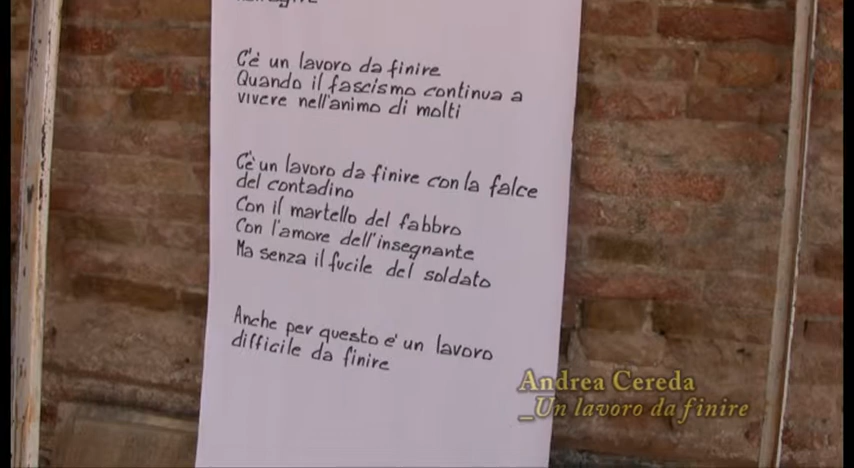 C'è un lavoro da finire
Quando il fascismo continua a
vivere nell'animo di molti
C'è un lavoro da finire con la falce
del contadino
Con il martello del fabbro
Con l'amore dell'insegnante
Ma senza il fucile del soldato
Anche per questo e' un lavoro
difficile da finire
Andrea Cereda
_Un lavoro da finire